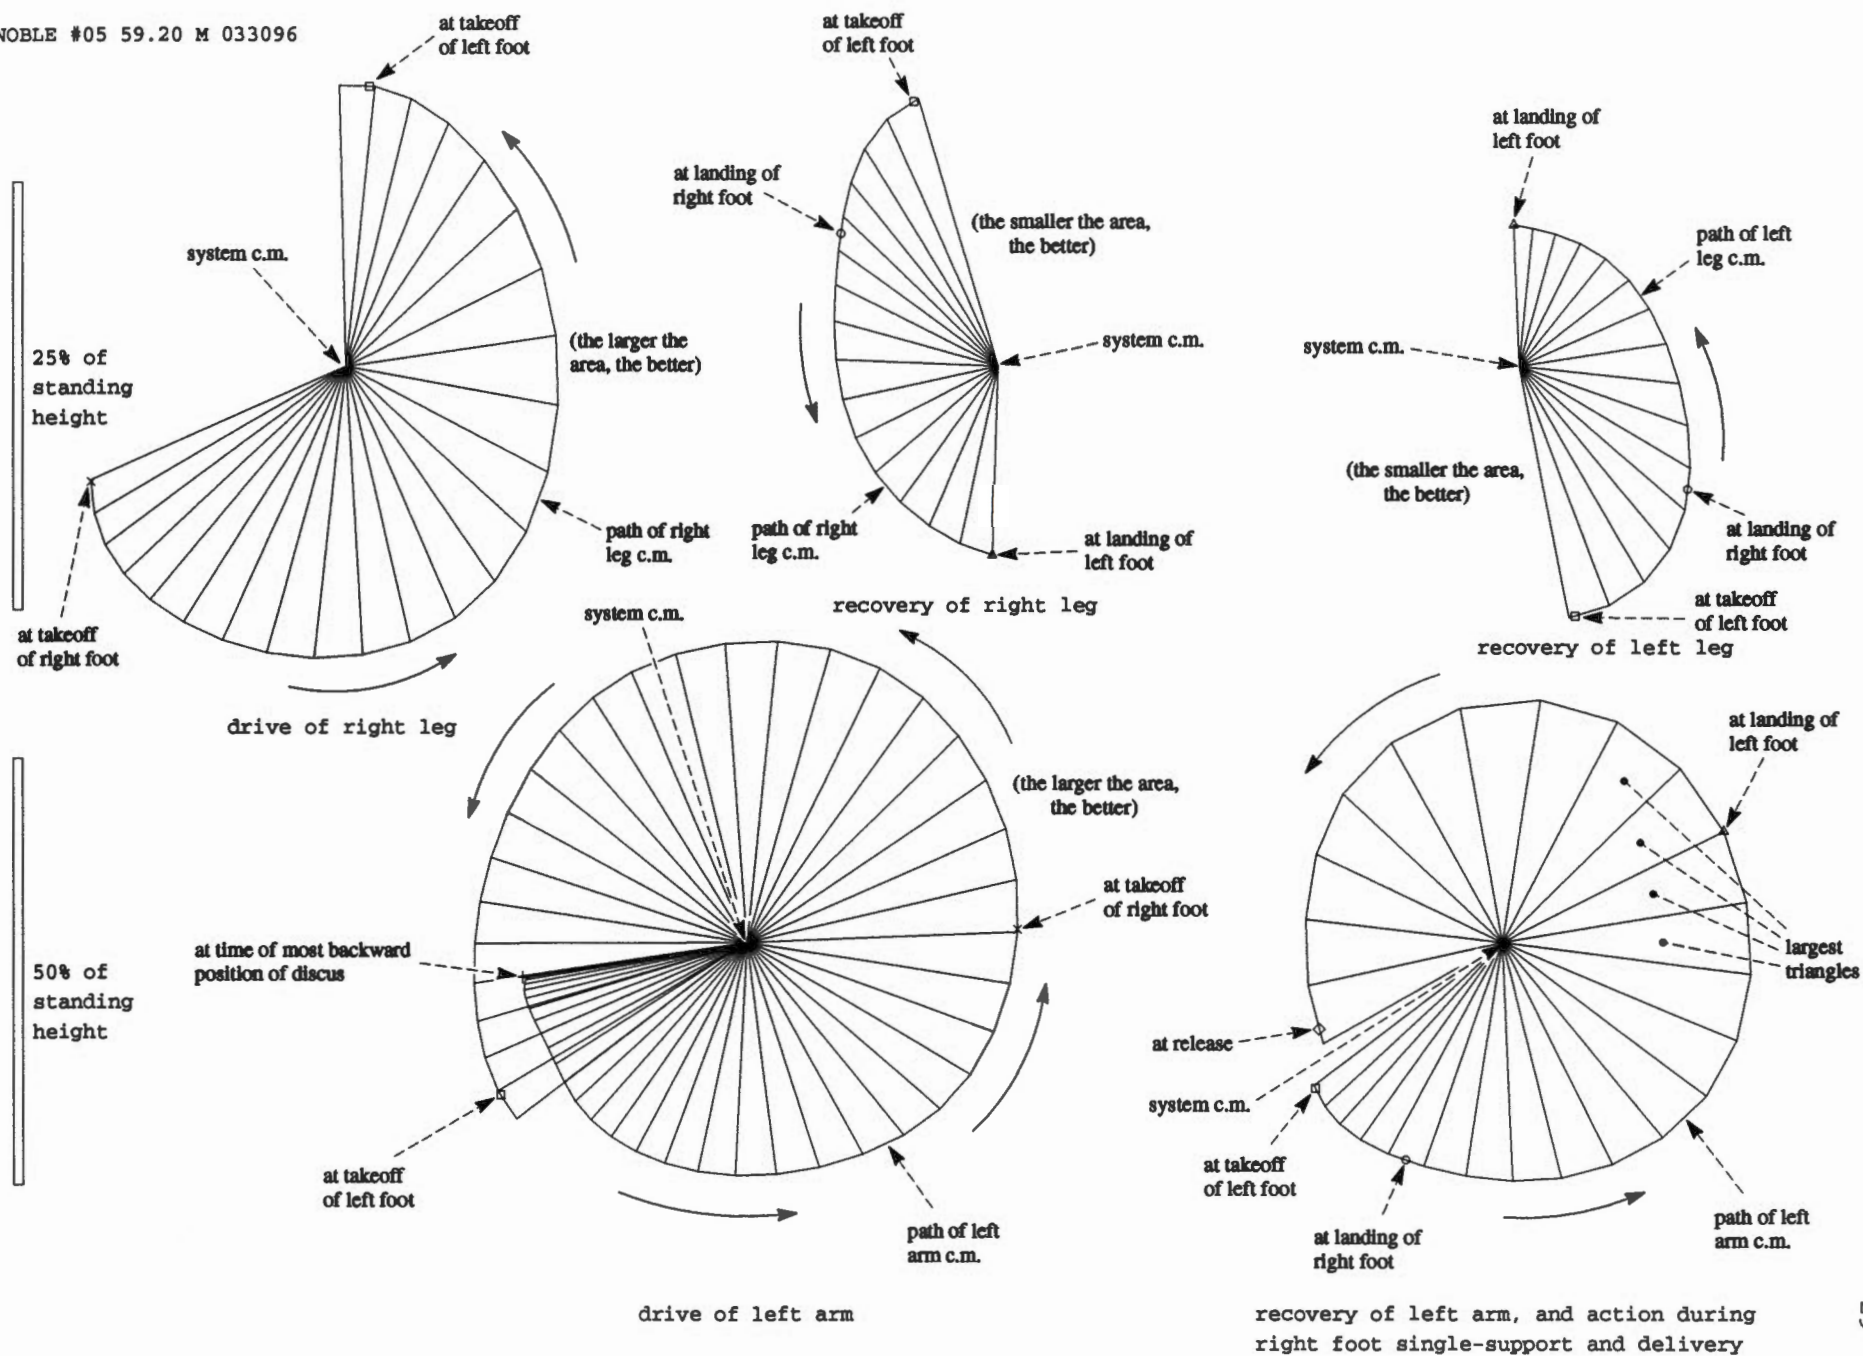 NOBLE #05 59.20 M 033096
at takeoff
of left foot
system c.m.
(the larger the
area, the better)
25% of
standing
height
path of right
leg c.m.
at takeoff
of right foot
drive of right leg
at takeoff
of left foot
at landing of
right foot
(the smaller the area,
the better)
system c.m.
path of right
leg c.m.
at landing of
left foot
recovery of right leg
at landing of
left foot
path of left
leg c.m.
system c.m.
(the smaller the area,
the better)
at landing of
right foot
at takeoff
of left foot
recovery of left leg
50% of
standing
height
system c.m.
(the larger the area,
the better)
at takeoff
of right foot
at time of most backward
position of discus
at takeoff
of left foot
path of left
arm c.m.
drive of left arm
at landing of
left foot
largest
triangles
at release
system c.m.
at takeoff
of left foot
at landing of
right foot
path of left
arm c.m.
recovery of left arm, and action during
right foot single-support and delivery